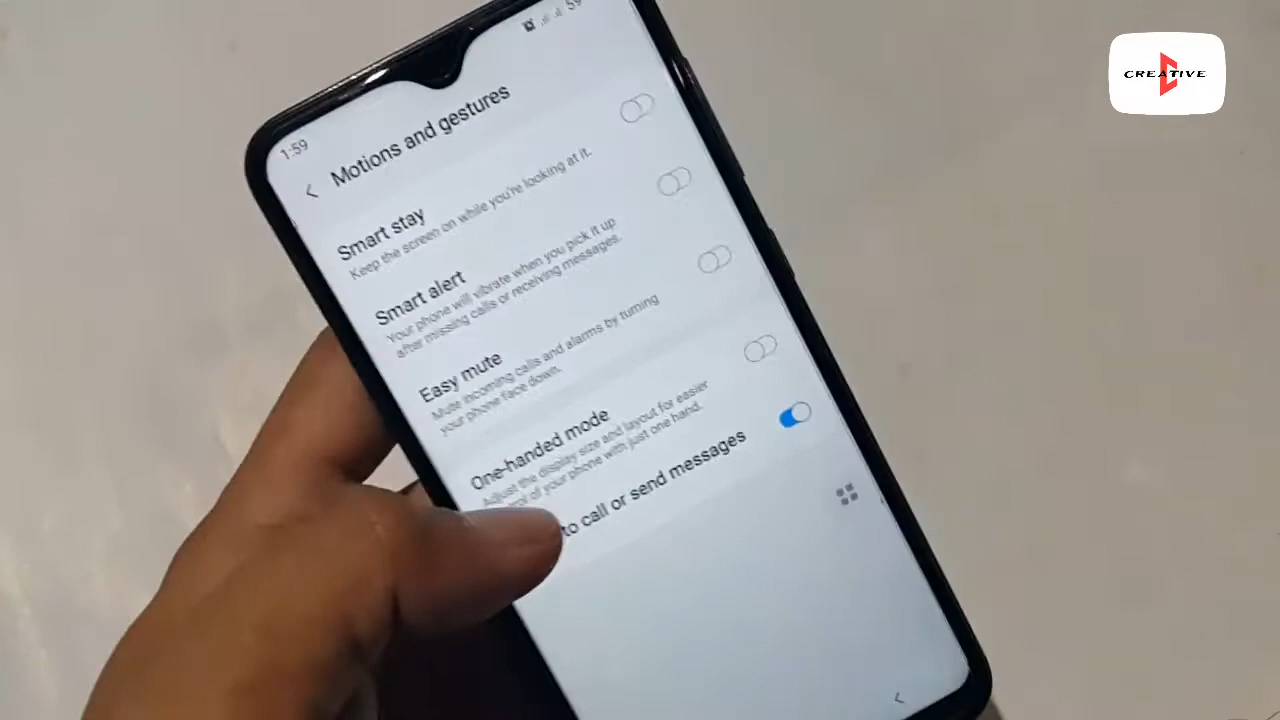 CREATIVE
59
1:59
Motions and gestures
Smart stay
Keep the screen on while you're looking at it.
Smart alert
Your phone will vibrate when you pick it up
after missing calls or receiving messages.
Easy mute
Mute incoming calls and alarms by turning
your phone face down.
One-handed mode
Adjust the display size and layout for easier
of your phone with just one hand.
to call or send messages